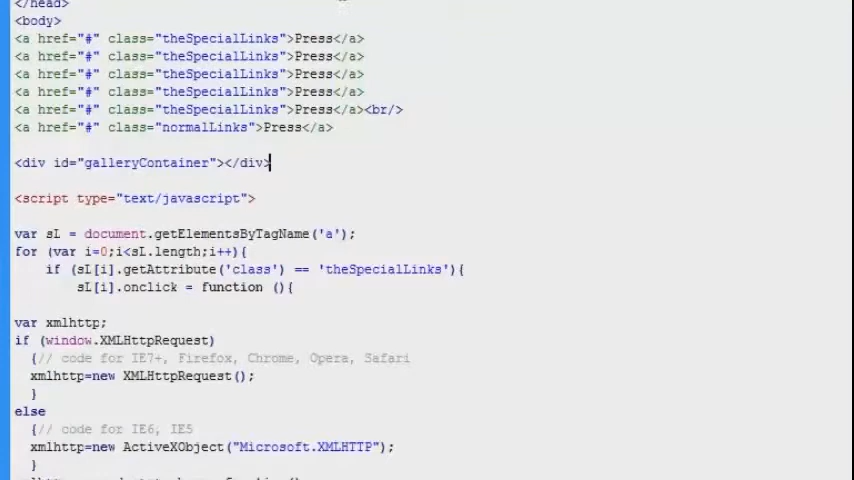 </head>
<body>
<a href="#" class="theSpecialLinks">Press</a>
<a href="#" class="theSpecialLinks">Press</a>
<a href="#" class="theSpecialLinks">Press</a>
<a href="#" class="theSpecialLinks">Press</a>
<a href="#" class="theSpecialLinks">Press</a><br/>
<a href="#" class="normalLinks">Press</a>
<div id="galleryContainer"></div>
<script type="text/javascript">
var sL = document.getElementsByTagName('a');
for (var i=0;i<sL.length;i++){
if (sL[i].getAttribute('class') == 'theSpecialLinks'){
sL[i].onclick = function (){
var xmlhttp;
if (window.XMLHttpRequest)
{// code for IE7+, Firefox, Chrome, Opera, Safari
xmlhttp=new XMLHttpRequest();
}
else
{// code for IE6, IE5
xmlhttp=new ActiveXObject("Microsoft.XMLHTTP");
}